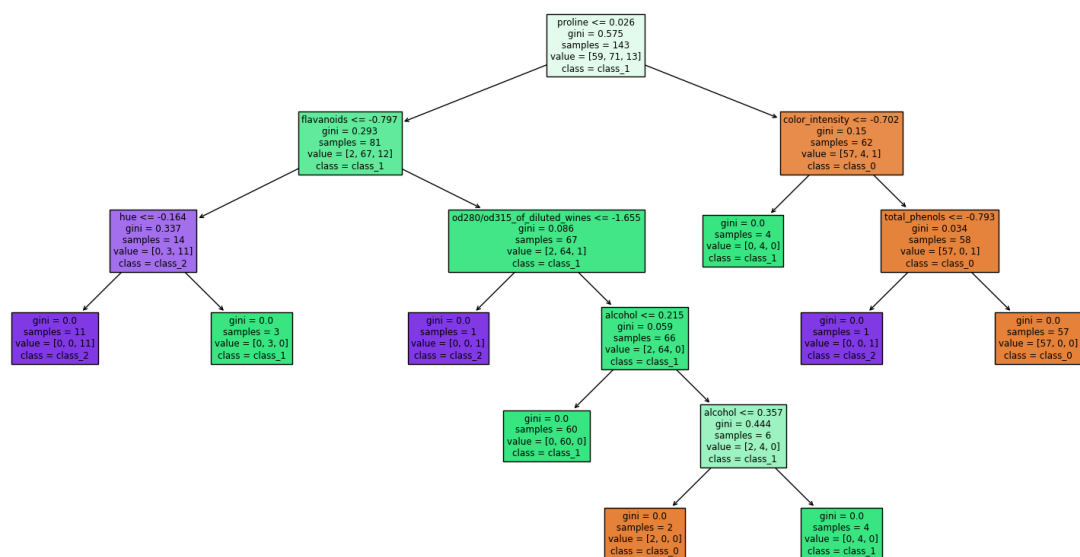 proline <= 0.026
gini = 0.575
samples = 143
value = [59, 71, 13]
class = class_1
flavanoids <= -0.797
gini = 0.293
samples = 81
value = [2, 67, 12]
class = class_1
color_intensity <= -0.702
gini = 0.15
samples = 62
value = [57, 4, 1]
class = class_0
hue <= -0.164
gini = 0.337
samples = 14
value = [0, 3, 11]
class = class_2
od280/od315_of_diluted_wines <= -1.655
gini = 0.086
samples = 67
value = [2, 64, 1]
class = class_1
gini = 0.0
samples = 4
value = [0, 4, 0]
class = class_1
total_phenols <= -0.793
gini = 0.034
samples = 58
value = [57, 0, 1]
class = class_0
gini = 0.0
samples = 11
value = [0, 0, 11]
class = class_2
gini = 0.0
samples = 3
value = [0, 3, 0]
class = class_1
gini = 0.0
samples = 1
value = [0, 0, 1]
class = class_2
alcohol <= 0.215
gini = 0.059
samples = 66
value = [2, 64, 0]
class = class_1
gini = 0.0
samples = 1
value = [0, 0, 1]
class = class_2
gini = 0.0
samples = 57
value = [57, 0, 0]
class = class_0
gini = 0.0
samples = 60
value = [0, 60, 0]
class = class_1
alcohol <= 0.357
gini = 0.444
samples = 6
value = [2, 4, 0]
class = class_1
gini = 0.0
samples = 2
value = [2, 0, 0]
class = class_0
gini = 0.0
samples = 4
value = [0, 4, 0]
class = class_1